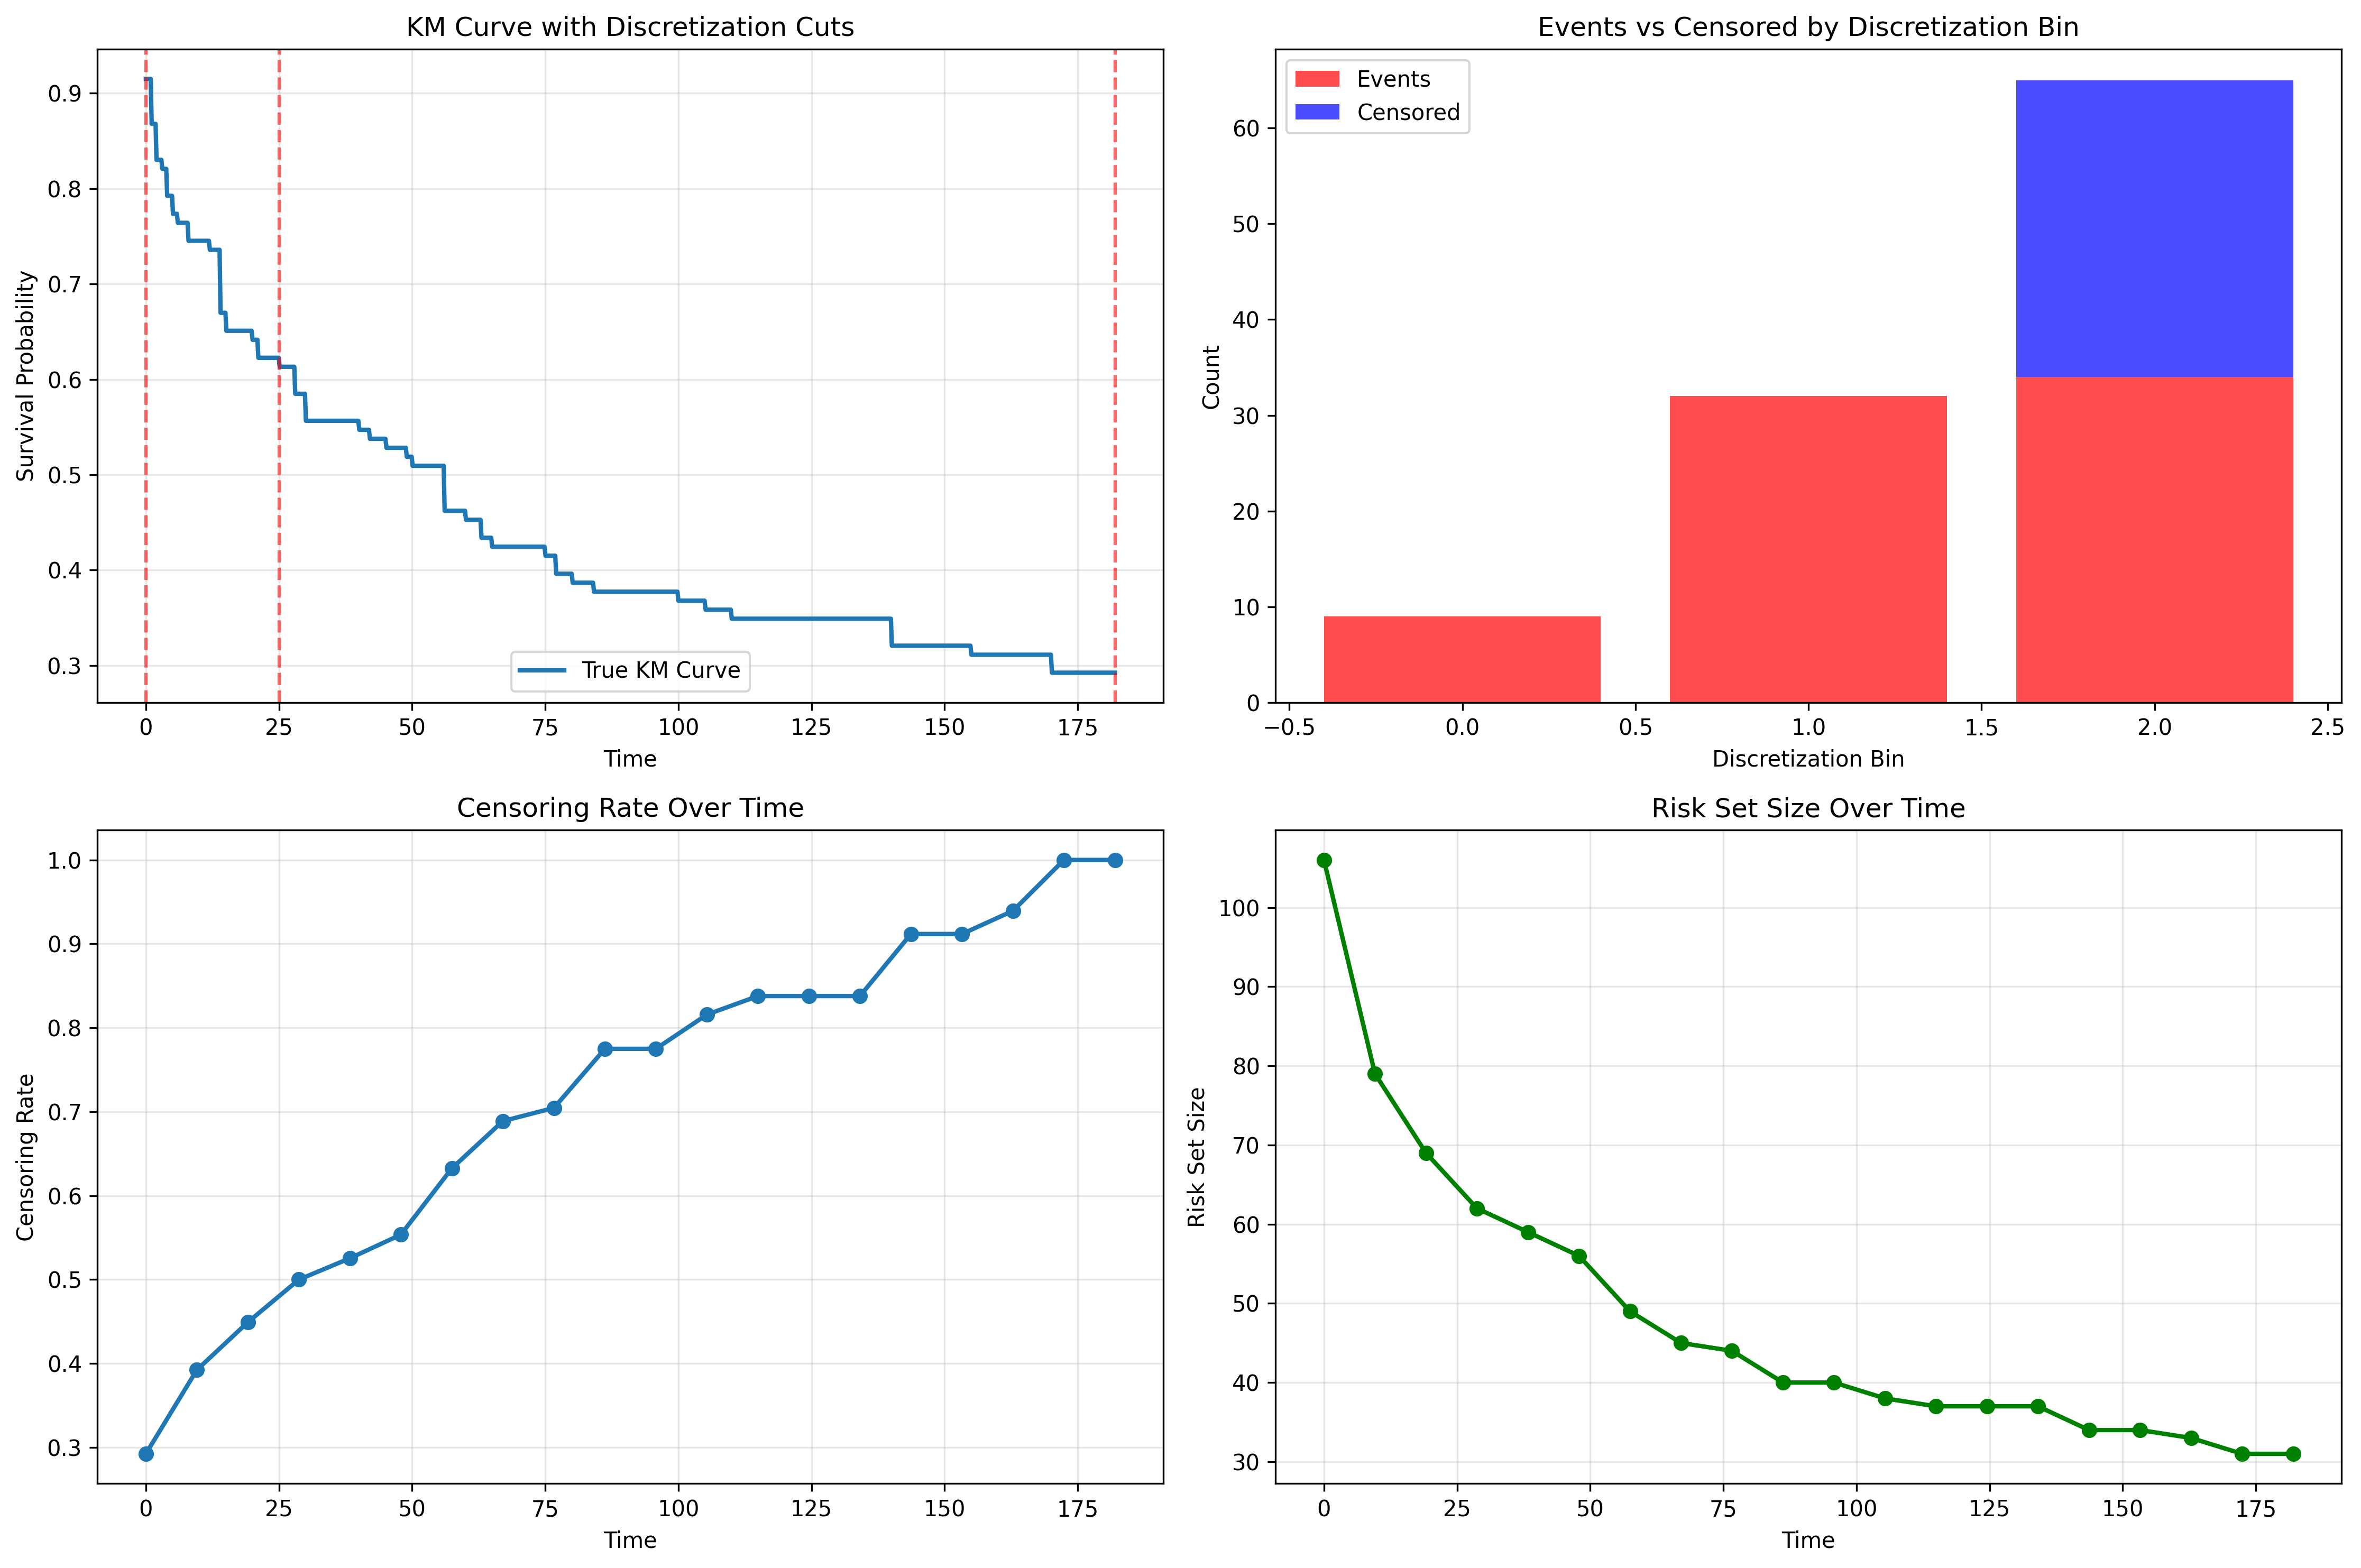 KM Curve with Discretization Cuts
Survival Probability
0.9
0.8
0.7
0.6
0.5
0.4
0.3
True KM Curve
0 25 50 75 100 125 150 175
Time
Events vs Censored by Discretization Bin
Count
Events
Censored
60
50
40
30
20
10
0
−0.5 0.0 0.5 1.0 1.5 2.0 2.5
Discretization Bin
Censoring Rate Over Time
Censoring Rate
1.0
0.9
0.8
0.7
0.6
0.5
0.4
0.3
0 25 50 75 100 125 150 175
Time
Risk Set Size Over Time
Risk Set Size
100
90
80
70
60
50
40
30
0 25 50 75 100 125 150 175
Time